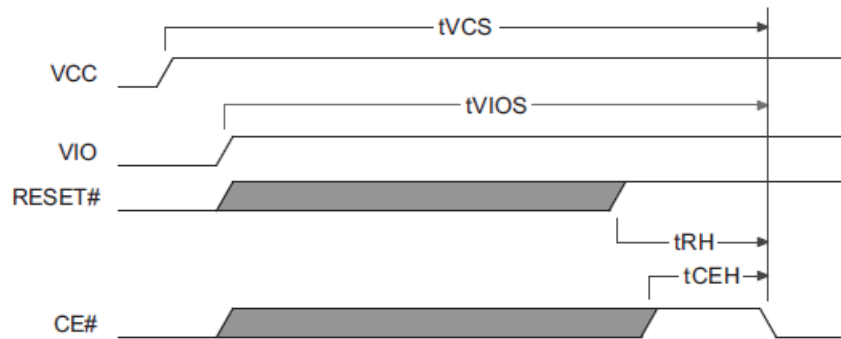 tVCS
VCC
tVIOS
VIO
RESET#
tRH
tCEH
CE#